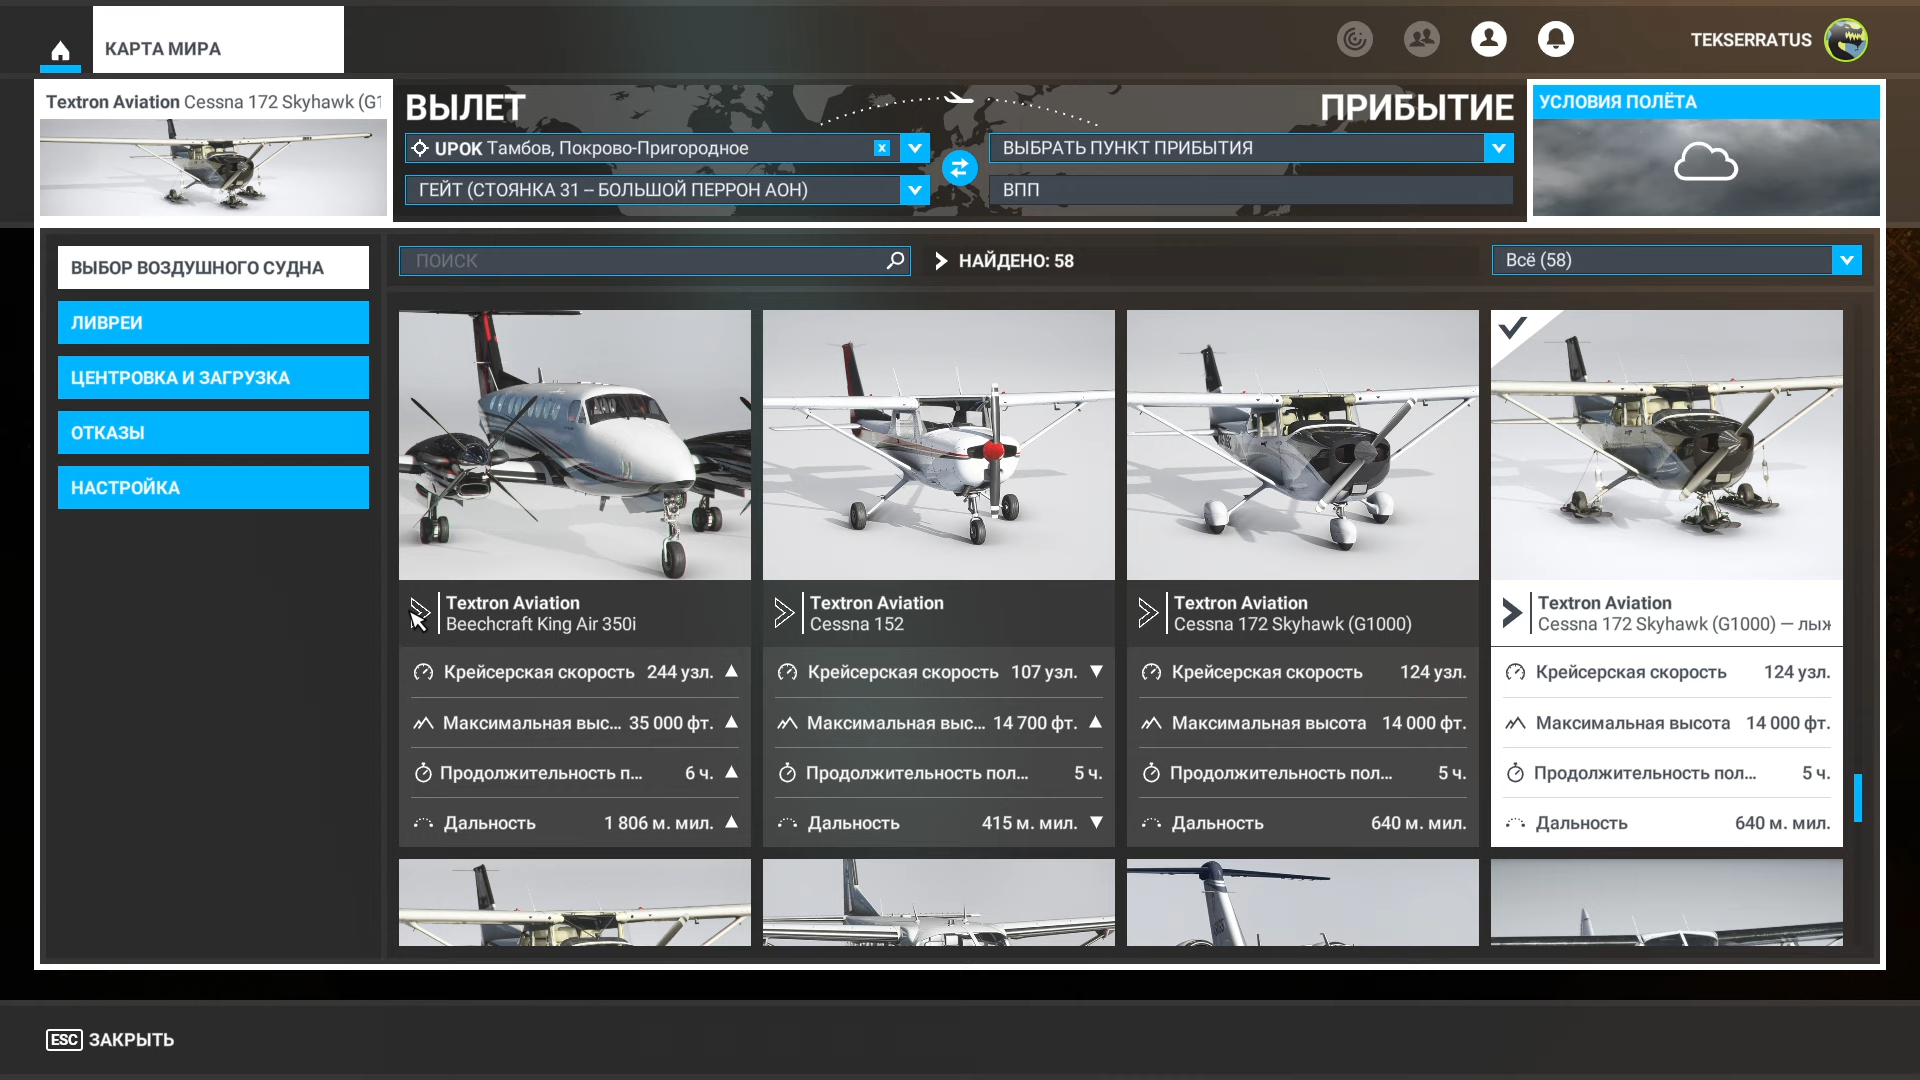 КАРТА МИРА
TEKSERRATUS
Textron Aviation Cessna 172 Skyhawk (G1
ВЫЛЕТ
ПРИБЫТИЕ
УСЛОВИЯ ПОЛЁТА
UPOK Тамбов, Покрово-Пригородное
x
ВЫБРАТЬ ПУНКТ ПРИБЫТИЯ
ГЕЙТ (СТОЯНКА 31 – БОЛЬШОЙ ПЕРРОН АОН)
ВПП
ВЫБОР ВОЗДУШНОГО СУДНА
ЛИВРЕИ
ЦЕНТРОВКА И ЗАГРУЗКА
ОТКАЗЫ
НАСТРОЙКА
ПОИСК
НАЙДЕНО: 58
Всё (58)
Textron Aviation
Beechcraft King Air 350i
Крейсерская скорость 244 узл.
Максимальная выс... 35 000 фт.
Продолжительность п... 6 ч.
Дальность 1 806 м. мил.
Textron Aviation
Cessna 152
Крейсерская скорость 107 узл.
Максимальная выс... 14 700 фт.
Продолжительность пол... 5 ч.
Дальность 415 м. мил.
Textron Aviation
Cessna 172 Skyhawk (G1000)
Крейсерская скорость 124 узл.
Максимальная высота 14 000 фт.
Продолжительность пол... 5 ч.
Дальность 640 м. мил.
Textron Aviation
Cessna 172 Skyhawk (G1000) — лыж
Крейсерская скорость 124 узл.
Максимальная высота 14 000 фт.
Продолжительность пол... 5 ч.
Дальность 640 м. мил.
ESC ЗАКРЫТЬ